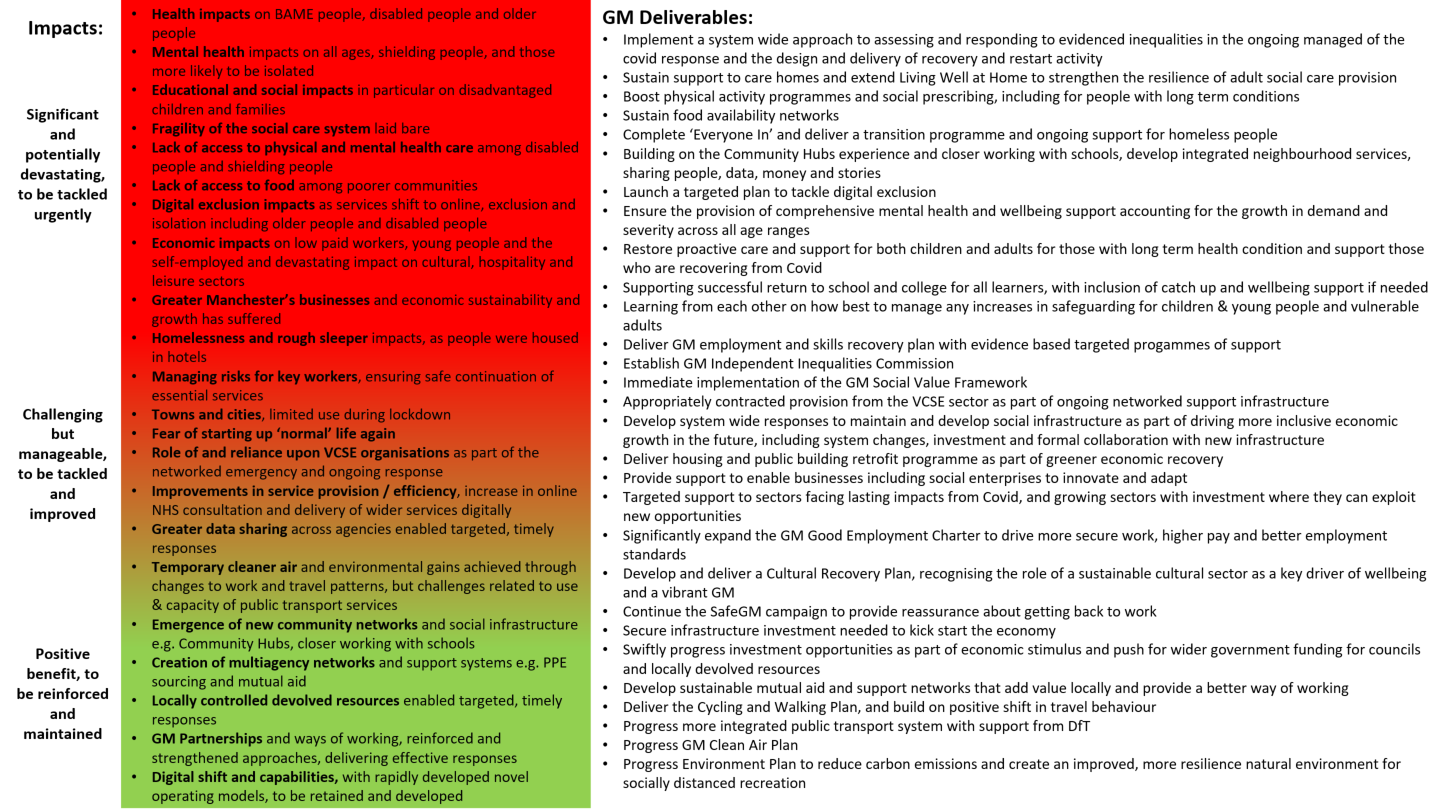 Impacts:
Significant
and
potentially
devastating,
to be tackled
urgently
Challenging
but
manageable,
to be tackled
and
improved
Positive
benefit, to
be reinforced
and
maintained
• Health impacts on BAME people, disabled people and older
people
• Mental health impacts on all ages, shielding people, and those
more likely to be isolated
• Educational and social impacts in particular on disadvantaged
children and families
• Fragility of the social care system laid bare
• Lack of access to physical and mental health care among disabled
people and shielding people
• Lack of access to food among poorer communities
• Digital exclusion impacts as services shift to online, exclusion and
isolation including older people and disabled people
• Economic impacts on low paid workers, young people and the
self-employed and devastating impact on cultural, hospitality and
leisure sectors
• Greater Manchester's businesses and economic sustainability and
growth has suffered
• Homelessness and rough sleeper impacts, as people were housed
in hotels
• Managing risks for key workers, ensuring safe continuation of
essential services
• Towns and cities, limited use during lockdown
• Fear of starting up 'normal' life again
• Role of and reliance upon VCSE organisations as part of the
networked emergency and ongoing response
• Improvements in service provision / efficiency, increase in online
NHS consultation and delivery of wider services digitally
• Greater data sharing across agencies enabled targeted, timely
responses
• Temporary cleaner air and environmental gains achieved through
changes to work and travel patterns, but challenges related to use
& capacity of public transport services
• Emergence of new community networks and social infrastructure
e.g. Community Hubs, closer working with schools
• Creation of multiagency networks and support systems e.g. PPE
sourcing and mutual aid
• Locally controlled devolved resources enabled targeted, timely
responses
• GM Partnerships and ways of working, reinforced and
strengthened approaches, delivering effective responses
• Digital shift and capabilities, with rapidly developed novel
operating models, to be retained and developed
GM Deliverables:
• Implement a system wide approach to assessing and responding to evidenced inequalities in the ongoing managed of the
covid response and the design and delivery of recovery and restart activity
• Sustain support to care homes and extend Living Well at Home to strengthen the resilience of adult social care provision
• Boost physical activity programmes and social prescribing, including for people with long term conditions
• Sustain food availability networks
• Complete 'Everyone In' and deliver a transition programme and ongoing support for homeless people
• Building on the Community Hubs experience and closer working with schools, develop integrated neighbourhood services,
sharing people, data, money and stories
• Launch a targeted plan to tackle digital exclusion
• Ensure the provision of comprehensive mental health and wellbeing support accounting for the growth in demand and
severity across all age ranges
• Restore proactive care and support for both children and adults for those with long term health condition and support those
who are recovering from Covid
• Supporting successful return to school and college for all learners, with inclusion of catch up and wellbeing support if needed
• Learning from each other on how best to manage any increases in safeguarding for children & young people and vulnerable
adults
• Deliver GM employment and skills recovery plan with evidence based targeted progammes of support
• Establish GM Independent Inequalities Commission
• Immediate implementation of the GM Social Value Framework
• Appropriately contracted provision from the VCSE sector as part of ongoing networked support infrastructure
• Develop system wide responses to maintain and develop social infrastructure as part of driving more inclusive economic
growth in the future, including system changes, investment and formal collaboration with new infrastructure
• Deliver housing and public building retrofit programme as part of greener economic recovery
• Provide support to enable businesses including social enterprises to innovate and adapt
• Targeted support to sectors facing lasting impacts from Covid, and growing sectors with investment where they can exploit
new opportunities
• Significantly expand the GM Good Employment Charter to drive more secure work, higher pay and better employment
standards
• Develop and deliver a Cultural Recovery Plan, recognising the role of a sustainable cultural sector as a key driver of wellbeing
and a vibrant GM
• Continue the SafeGM campaign to provide reassurance about getting back to work
• Secure infrastructure investment needed to kick start the economy
• Swiftly progress investment opportunities as part of economic stimulus and push for wider government funding for councils
and locally devolved resources
• Develop sustainable mutual aid and support networks that add value locally and provide a better way of working
• Deliver the Cycling and Walking Plan, and build on positive shift in travel behaviour
• Progress more integrated public transport system with support from DfT
• Progress GM Clean Air Plan
• Progress Environment Plan to reduce carbon emissions and create an improved, more resilience natural environment for
socially distanced recreation